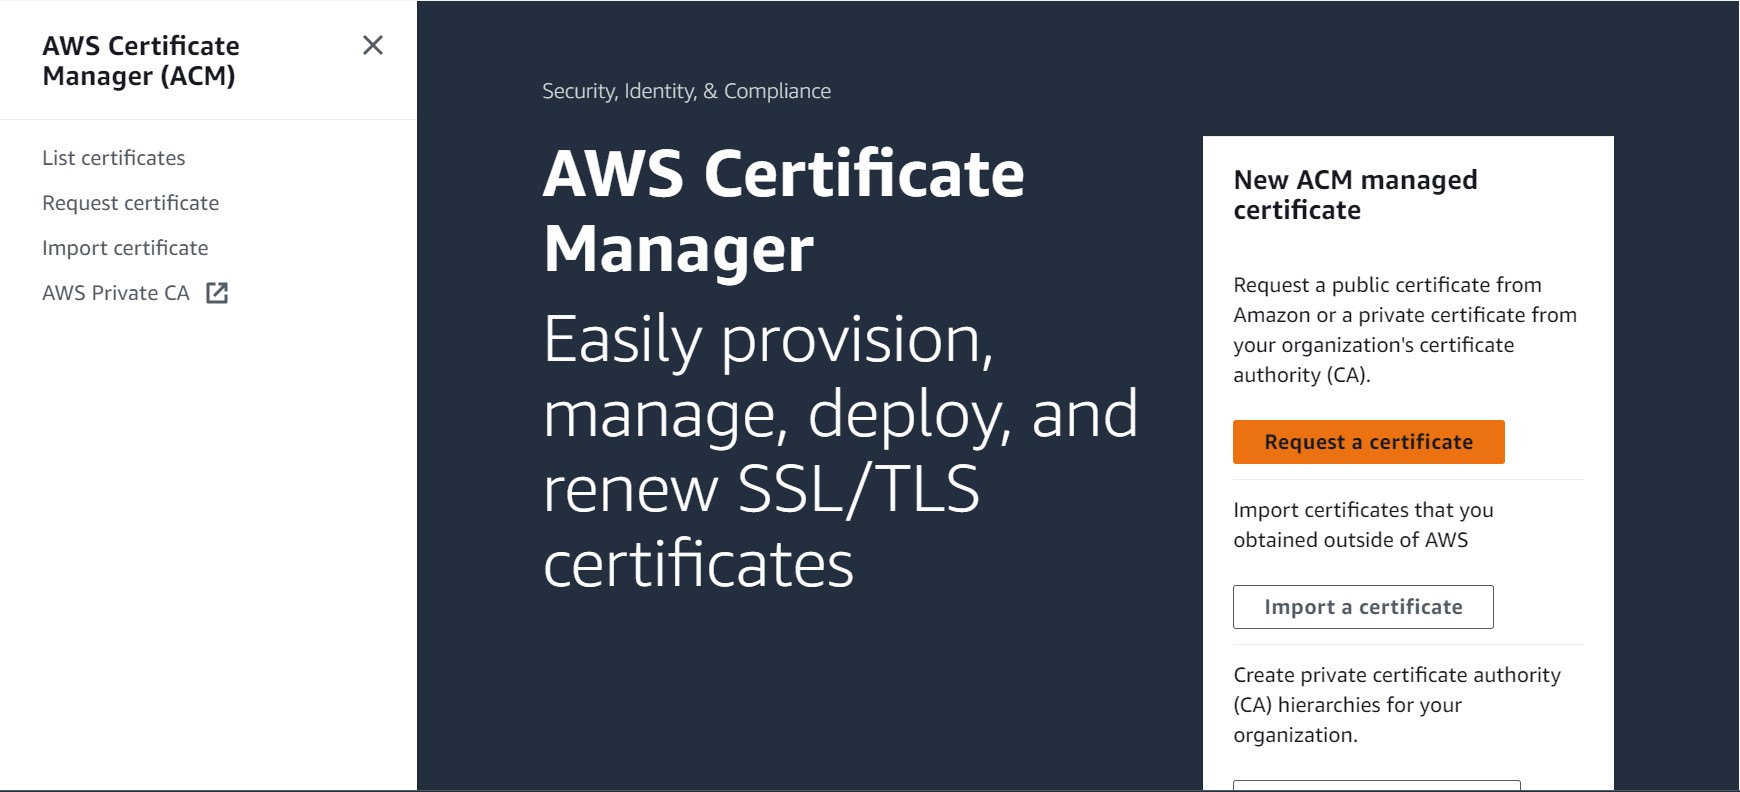 AWS Certificate
Manager (ACM)
List certificates
Request certificate
Import certificate
AWS Private CA
Security, Identity, & Compliance
AWS Certificate
Manager
Easily provision,
manage, deploy, and
renew SSL/TLS
certificates
New ACM managed
certificate
Request a public certificate from
Amazon or a private certificate from
your organization's certificate
authority (CA).
Request a certificate
Import certificates that you
obtained outside of AWS
Import a certificate
Create private certificate authority
(CA) hierarchies for your
organization.